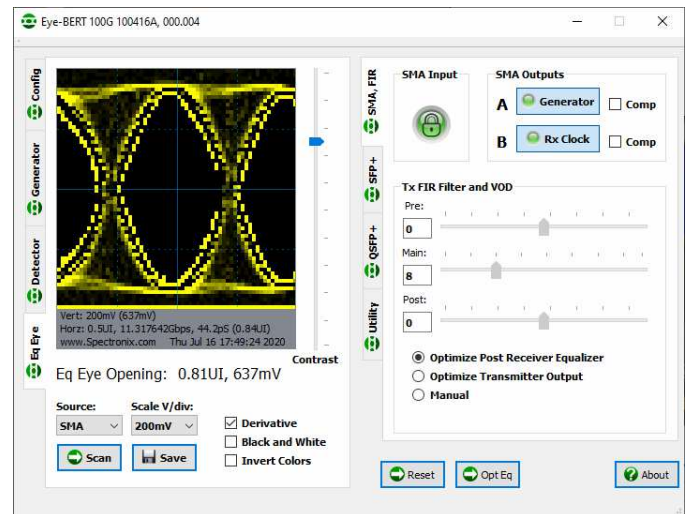 Eye-BERT 100G 100416A, 000.004
Config
Generator
Detector
Eq Eye
Vert: 200mV (637mV)
Horz: 0.5UI, 11.317642Gbps, 44.2pS (0.84UI)
www.Spectronix.com Thu Jul 16 17:49:24 2020
Contrast
Eq Eye Opening: 0.81UI, 637mV
Source: Scale V/div:
SMA 200mV
Derivative
Black and White
Invert Colors
Scan Save
SMA, FIR
SFP+
QSFP+
Utility
SMA Input
SMA Outputs
A Generator Comp
B Rx Clock Comp
Tx FIR Filter and VOD
Pre:
0
Main:
8
Post:
0
Optimize Post Receiver Equalizer
Optimize Transmitter Output
Manual
Reset Opt Eq About